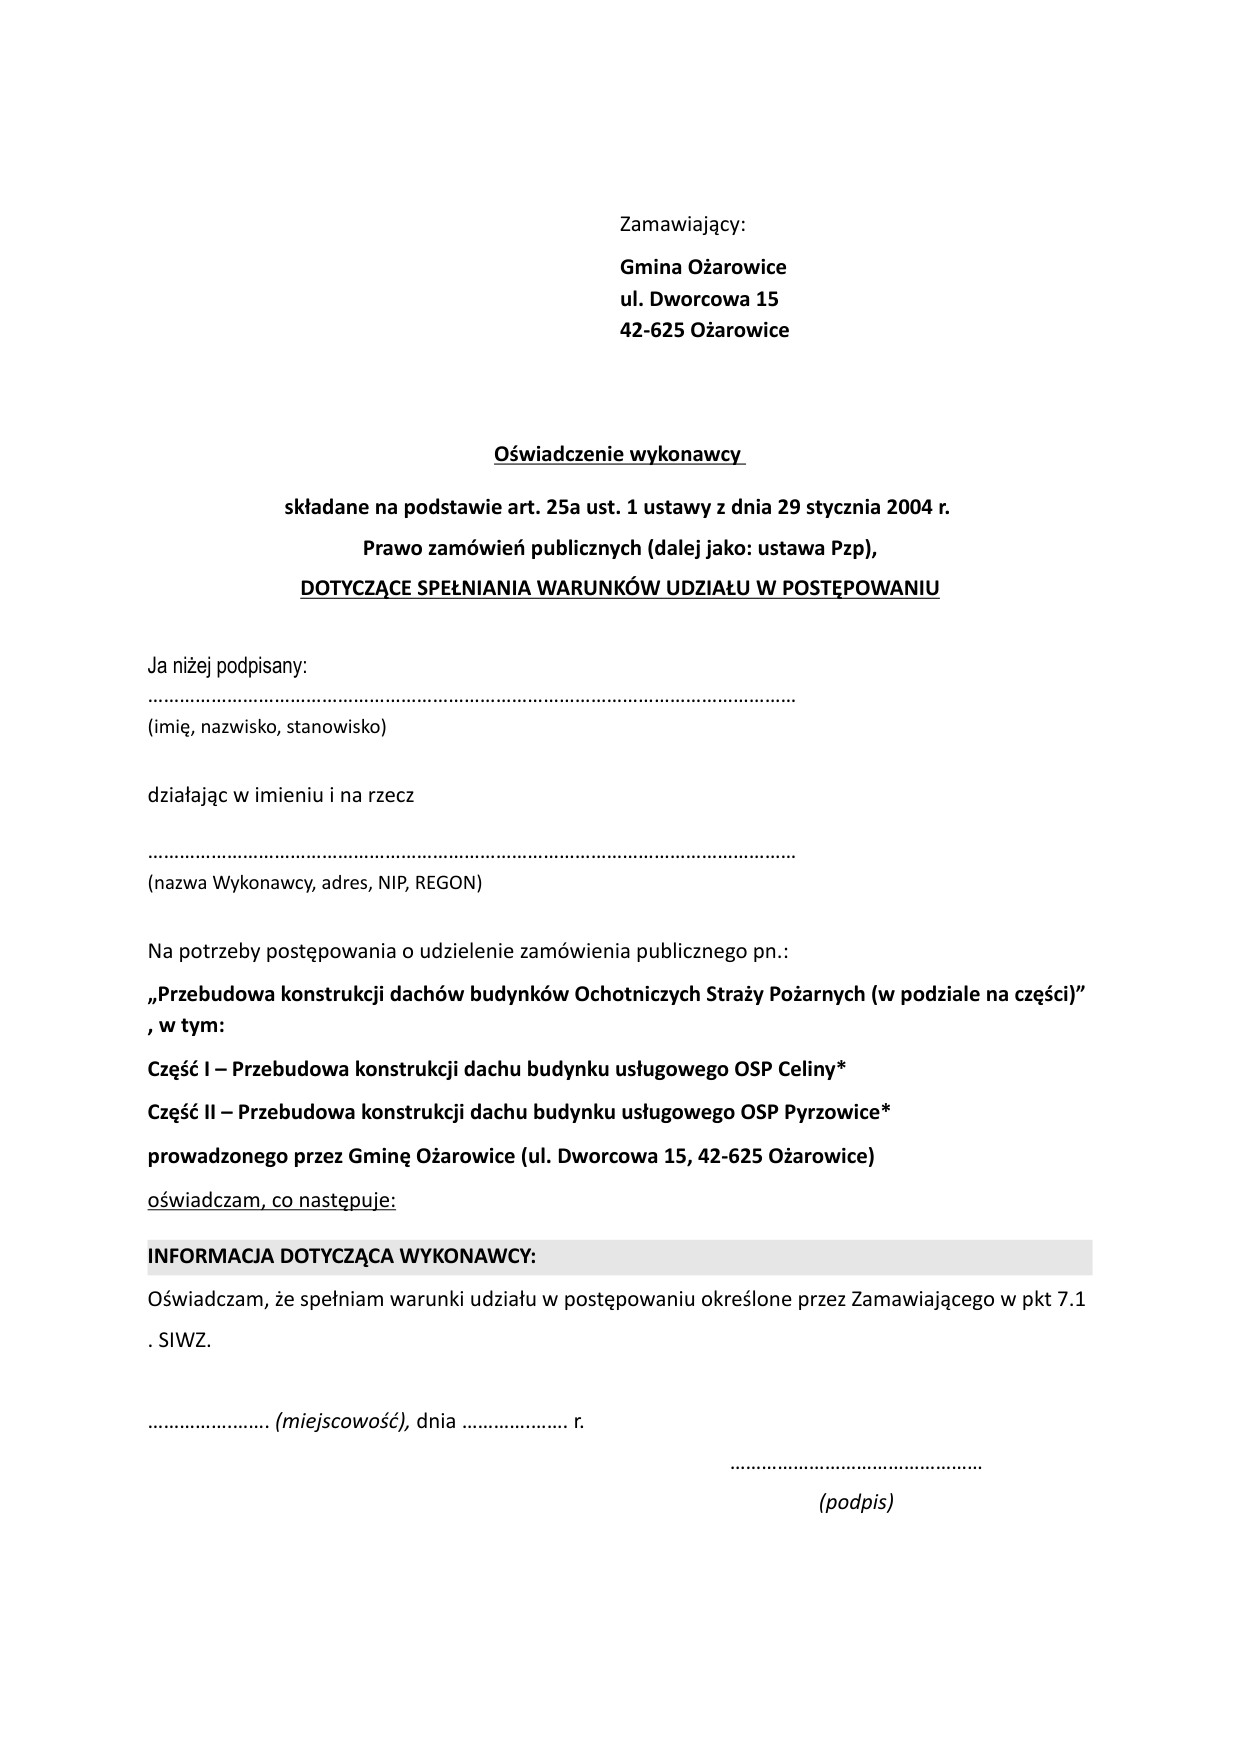 Zamawiający:
Gmina Ożarowice
ul. Dworcowa 15
42-625 Ożarowice
Oświadczenie wykonawcy
składane na podstawie art. 25a ust. 1 ustawy z dnia 29 stycznia 2004 r.
Prawo zamówień publicznych (dalej jako: ustawa Pzp),
DOTYCZĄCE SPEŁNIANIA WARUNKÓW UDZIAŁU W POSTĘPOWANIU
Ja niżej podpisany:
……………………………………………………………………………………………………………
(imię, nazwisko, stanowisko)
działając w imieniu i na rzecz
……………………………………………………………………………………………………………
(nazwa Wykonawcy, adres, NIP, REGON)
Na potrzeby postępowania o udzielenie zamówienia publicznego pn.:
„Przebudowa konstrukcji dachów budynków Ochotniczych Straży Pożarnych (w podziale na części)”
, w tym:
Część I – Przebudowa konstrukcji dachu budynku usługowego OSP Celiny*
Część II – Przebudowa konstrukcji dachu budynku usługowego OSP Pyrzowice*
prowadzonego przez Gminę Ożarowice (ul. Dworcowa 15, 42-625 Ożarowice)
oświadczam, co następuje:
INFORMACJA DOTYCZĄCA WYKONAWCY:
Oświadczam, że spełniam warunki udziału w postępowaniu określone przez Zamawiającego w pkt 7.1
. SIWZ.
…………….……. (miejscowość), dnia ………….……. r.
…………………………………………
(podpis)